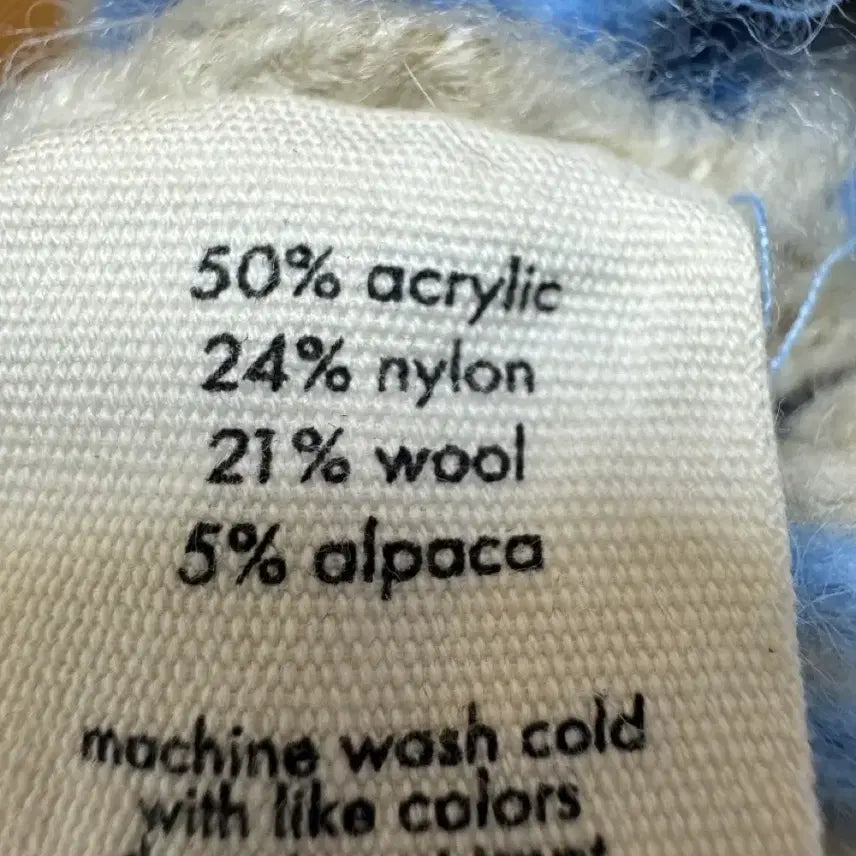 50% acrylic
24% nylon
21% wool
5% alpaca
machine wash cold
with like colors